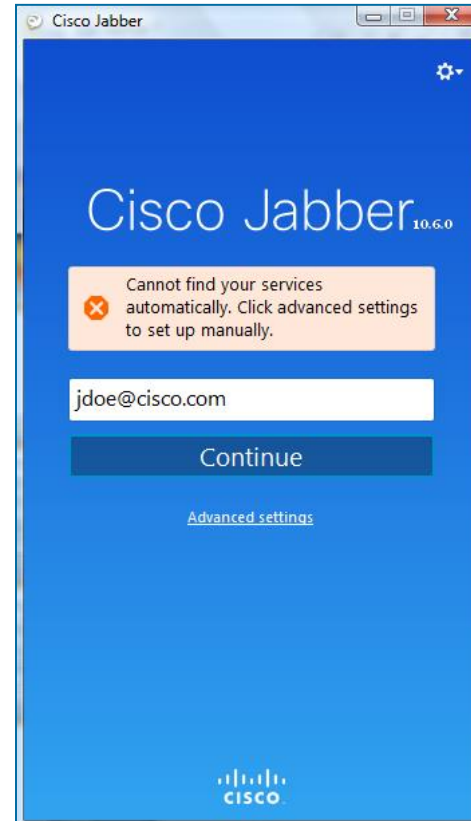 Cisco Jabber
Cisco Jabber 10.6.0
Cannot find your services
automatically. Click advanced settings
to set up manually.
jdoe@cisco.com
Continue
Advanced settings
CISCO